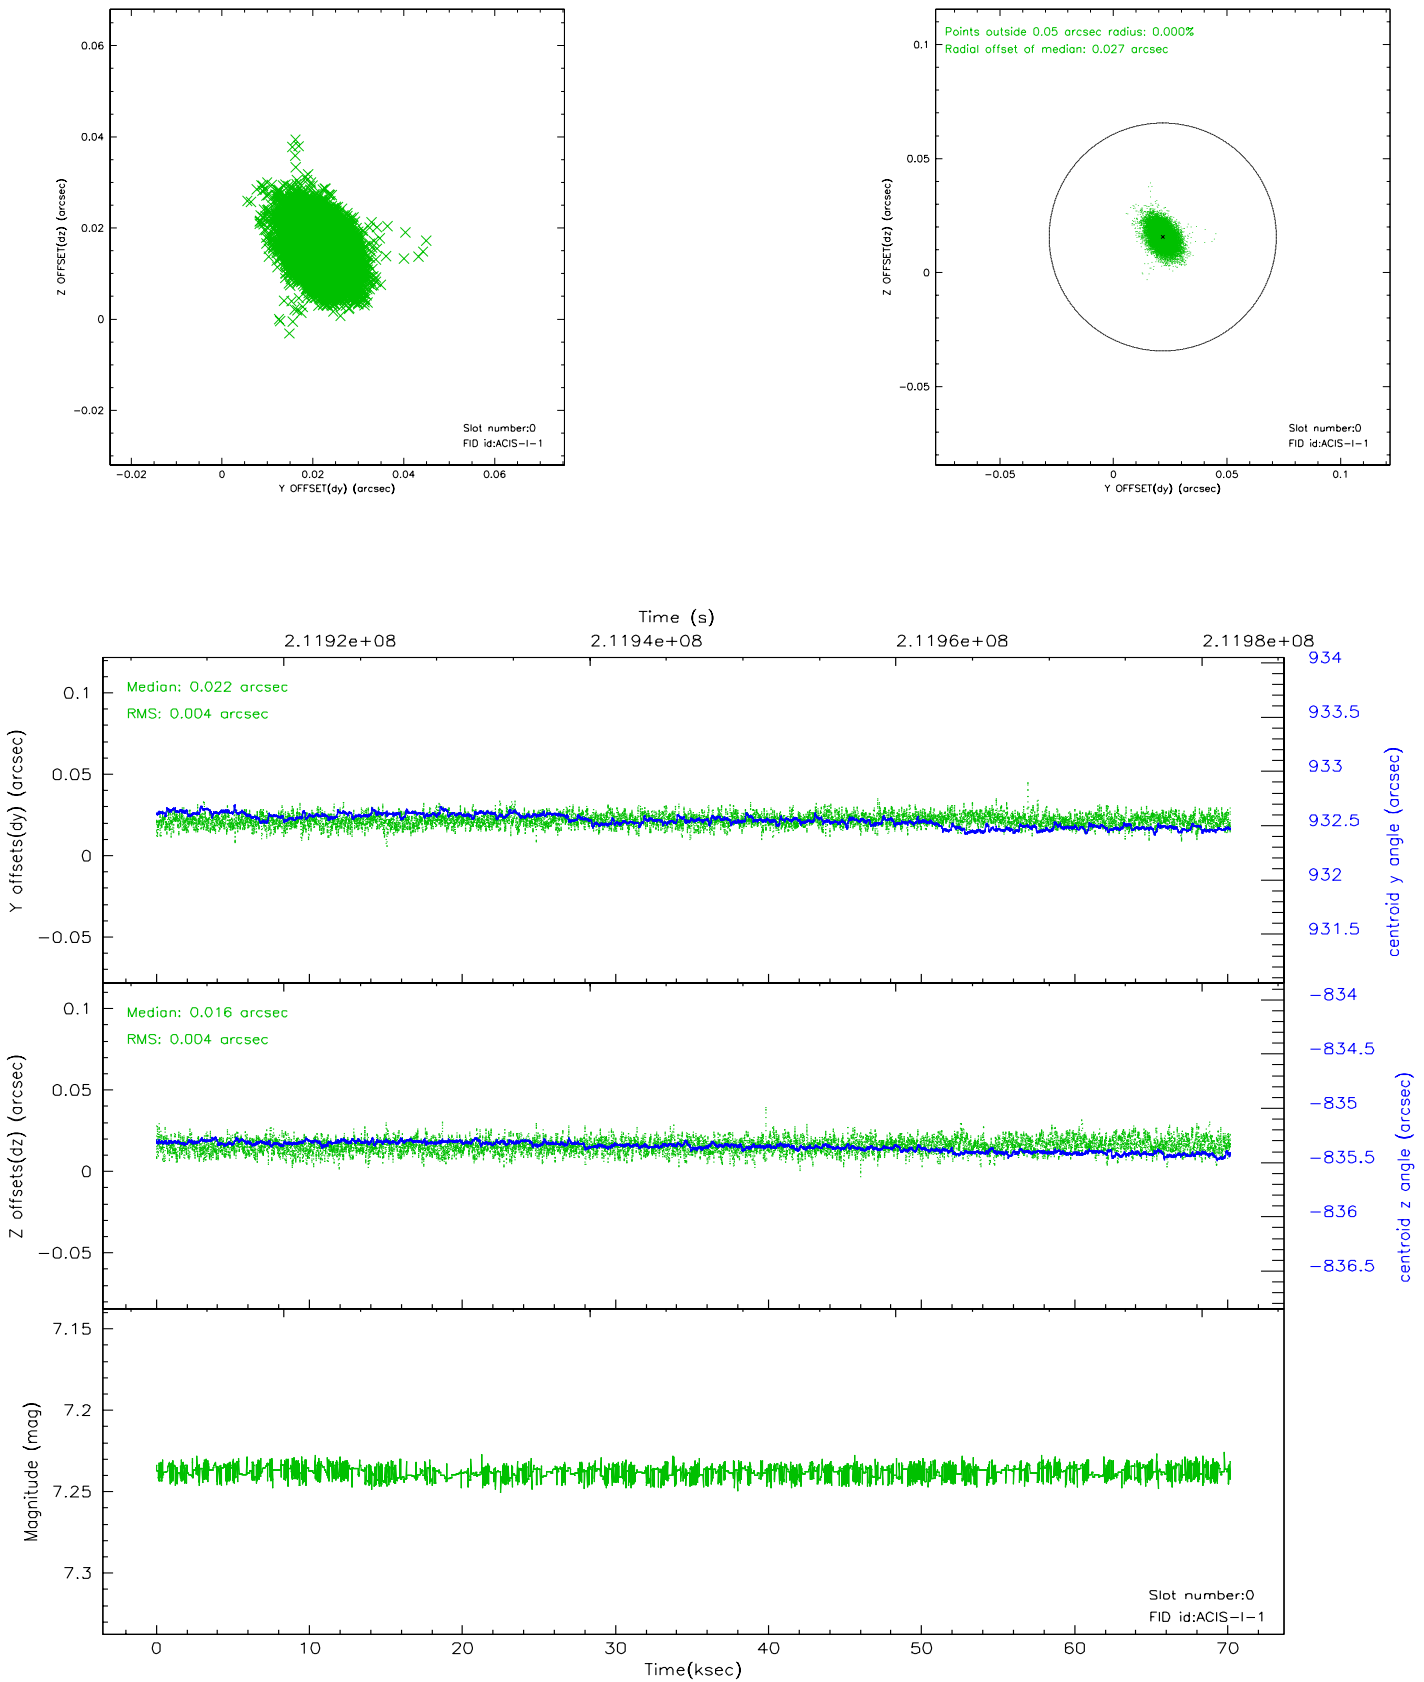 0.06
0.04
0.02
0
−0.02
Z OFFSET(dz) (arcsec)
Slot number:0
FID id:ACIS−I−1
−0.02 0 0.02 0.04 0.06
Y OFFSET(dy) (arcsec)
Points outside 0.05 arcsec radius: 0.000%
Radial offset of median: 0.027 arcsec
0.1
0.05
0
−0.05
Z OFFSET(dz) (arcsec)
Slot number:0
FID id:ACIS−I−1
−0.05 0 0.05 0.1
Y OFFSET(dy) (arcsec)
Time (s)
2.1192e+08 2.1194e+08 2.1196e+08 2.1198e+08
Median: 0.022 arcsec
RMS: 0.004 arcsec
0.1
0.05
0
−0.05
Y offsets(dy) (arcsec)
934
933.5
933
932.5
932
931.5
centroid y angle (arcsec)
Median: 0.016 arcsec
RMS: 0.004 arcsec
0.1
0.05
0
−0.05
Z offsets(dz) (arcsec)
−834
−834.5
−835
−835.5
−836
−836.5
centroid z angle (arcsec)
7.15
7.2
7.25
7.3
Magnitude (mag)
Slot number:0
FID id:ACIS−I−1
0 10 20 30 40 50 60 70
Time(ksec)